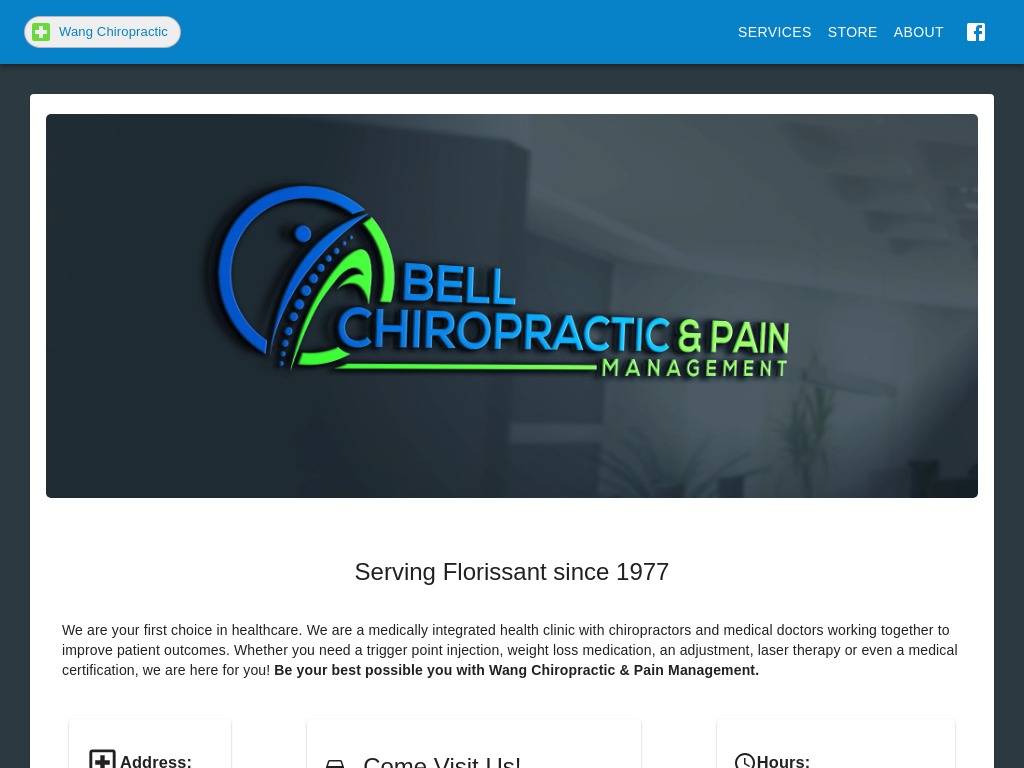 Wang Chiropractic
SERVICES STORE ABOUT
BELL
CHIROPRACTIC & PAIN
MANAGEMENT
Serving Florissant since 1977
We are your first choice in healthcare. We are a medically integrated health clinic with chiropractors and medical doctors working together to
improve patient outcomes. Whether you need a trigger point injection, weight loss medication, an adjustment, laser therapy or even a medical
certification, we are here for you! Be your best possible you with Wang Chiropractic & Pain Management.
Address:
Come Visit Us!
Hours: